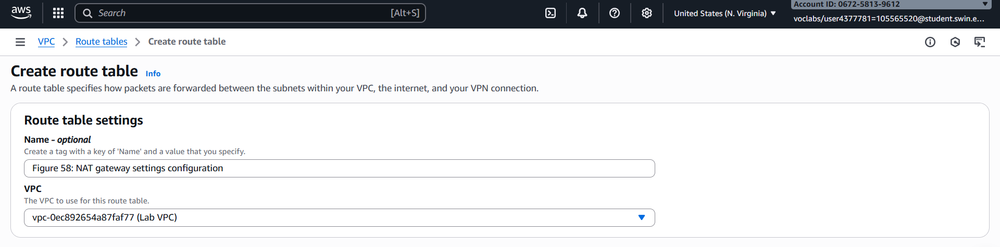 aws
Search [Alt+S]
United States (N. Virginia)
Account ID: 0672-5813-9612
voclabs/user4377781=105565520@student.swin.e...
VPC Route tables Create route table
Create route table Info
A route table specifies how packets are forwarded between the subnets within your VPC, the internet, and your VPN connection.
Route table settings
Name - optional
Create a tag with a key of 'Name' and a value that you specify.
Figure 58: NAT gateway settings configuration
VPC
The VPC to use for this route table.
vpc-0ec892654a87faf77 (Lab VPC)